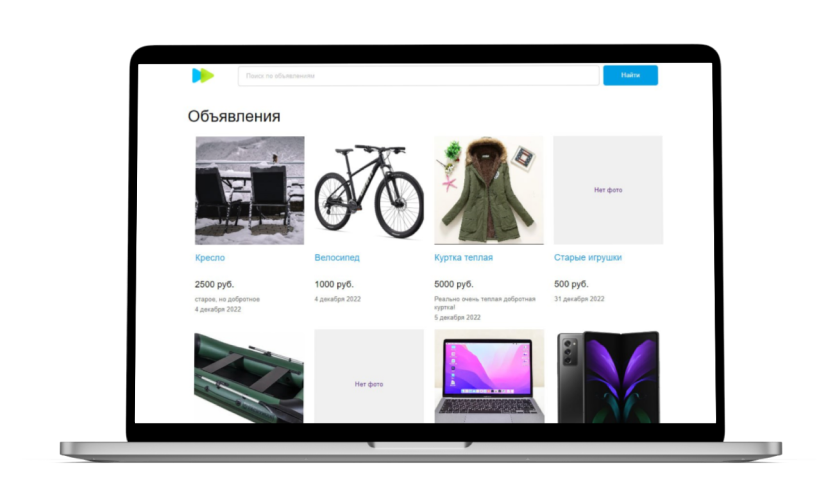 Поиск по объявлениям
Найти
Объявления
Нет фото
Кресло
Велосипед
Куртка теплая
Старые игрушки
2500 руб.
1000 руб.
5000 руб.
500 руб.
старое, но добротное
4 декабря 2022
4 декабря 2022
Реально очень теплая добротная
куртка!
5 декабря 2022
31 декабря 2022
Нет фото